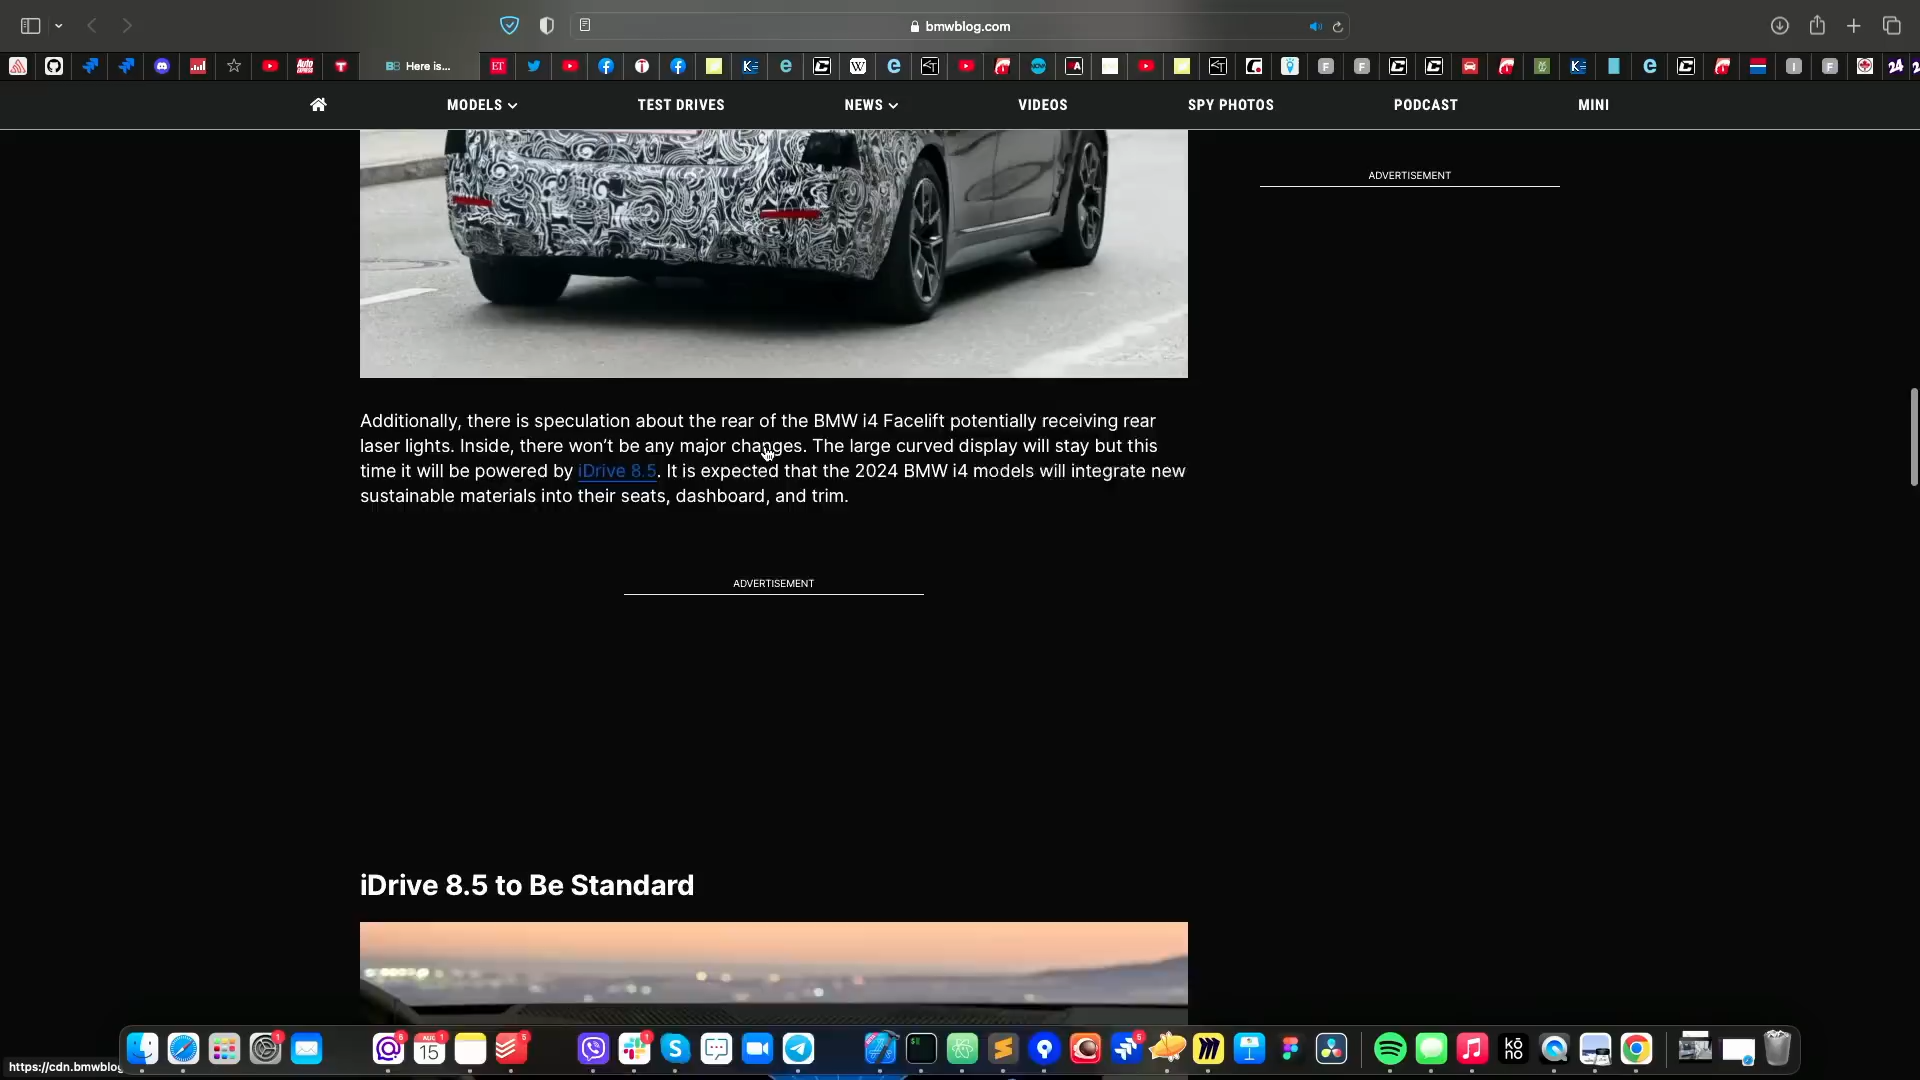 bmwblog.com
Here is...
MODELS
TEST DRIVES
NEWS
VIDEOS
SPY PHOTOS
PODCAST
MINI
ADVERTISEMENT
Additionally, there is speculation about the rear of the BMW i4 Facelift potentially receiving rear
laser lights. Inside, there won’t be any major changes. The large curved display will stay but this
time it will be powered by iDrive 8.5. It is expected that the 2024 BMW i4 models will integrate new
sustainable materials into their seats, dashboard, and trim.
ADVERTISEMENT
iDrive 8.5 to Be Standard
AUG
15
https://cdn.bmwblog